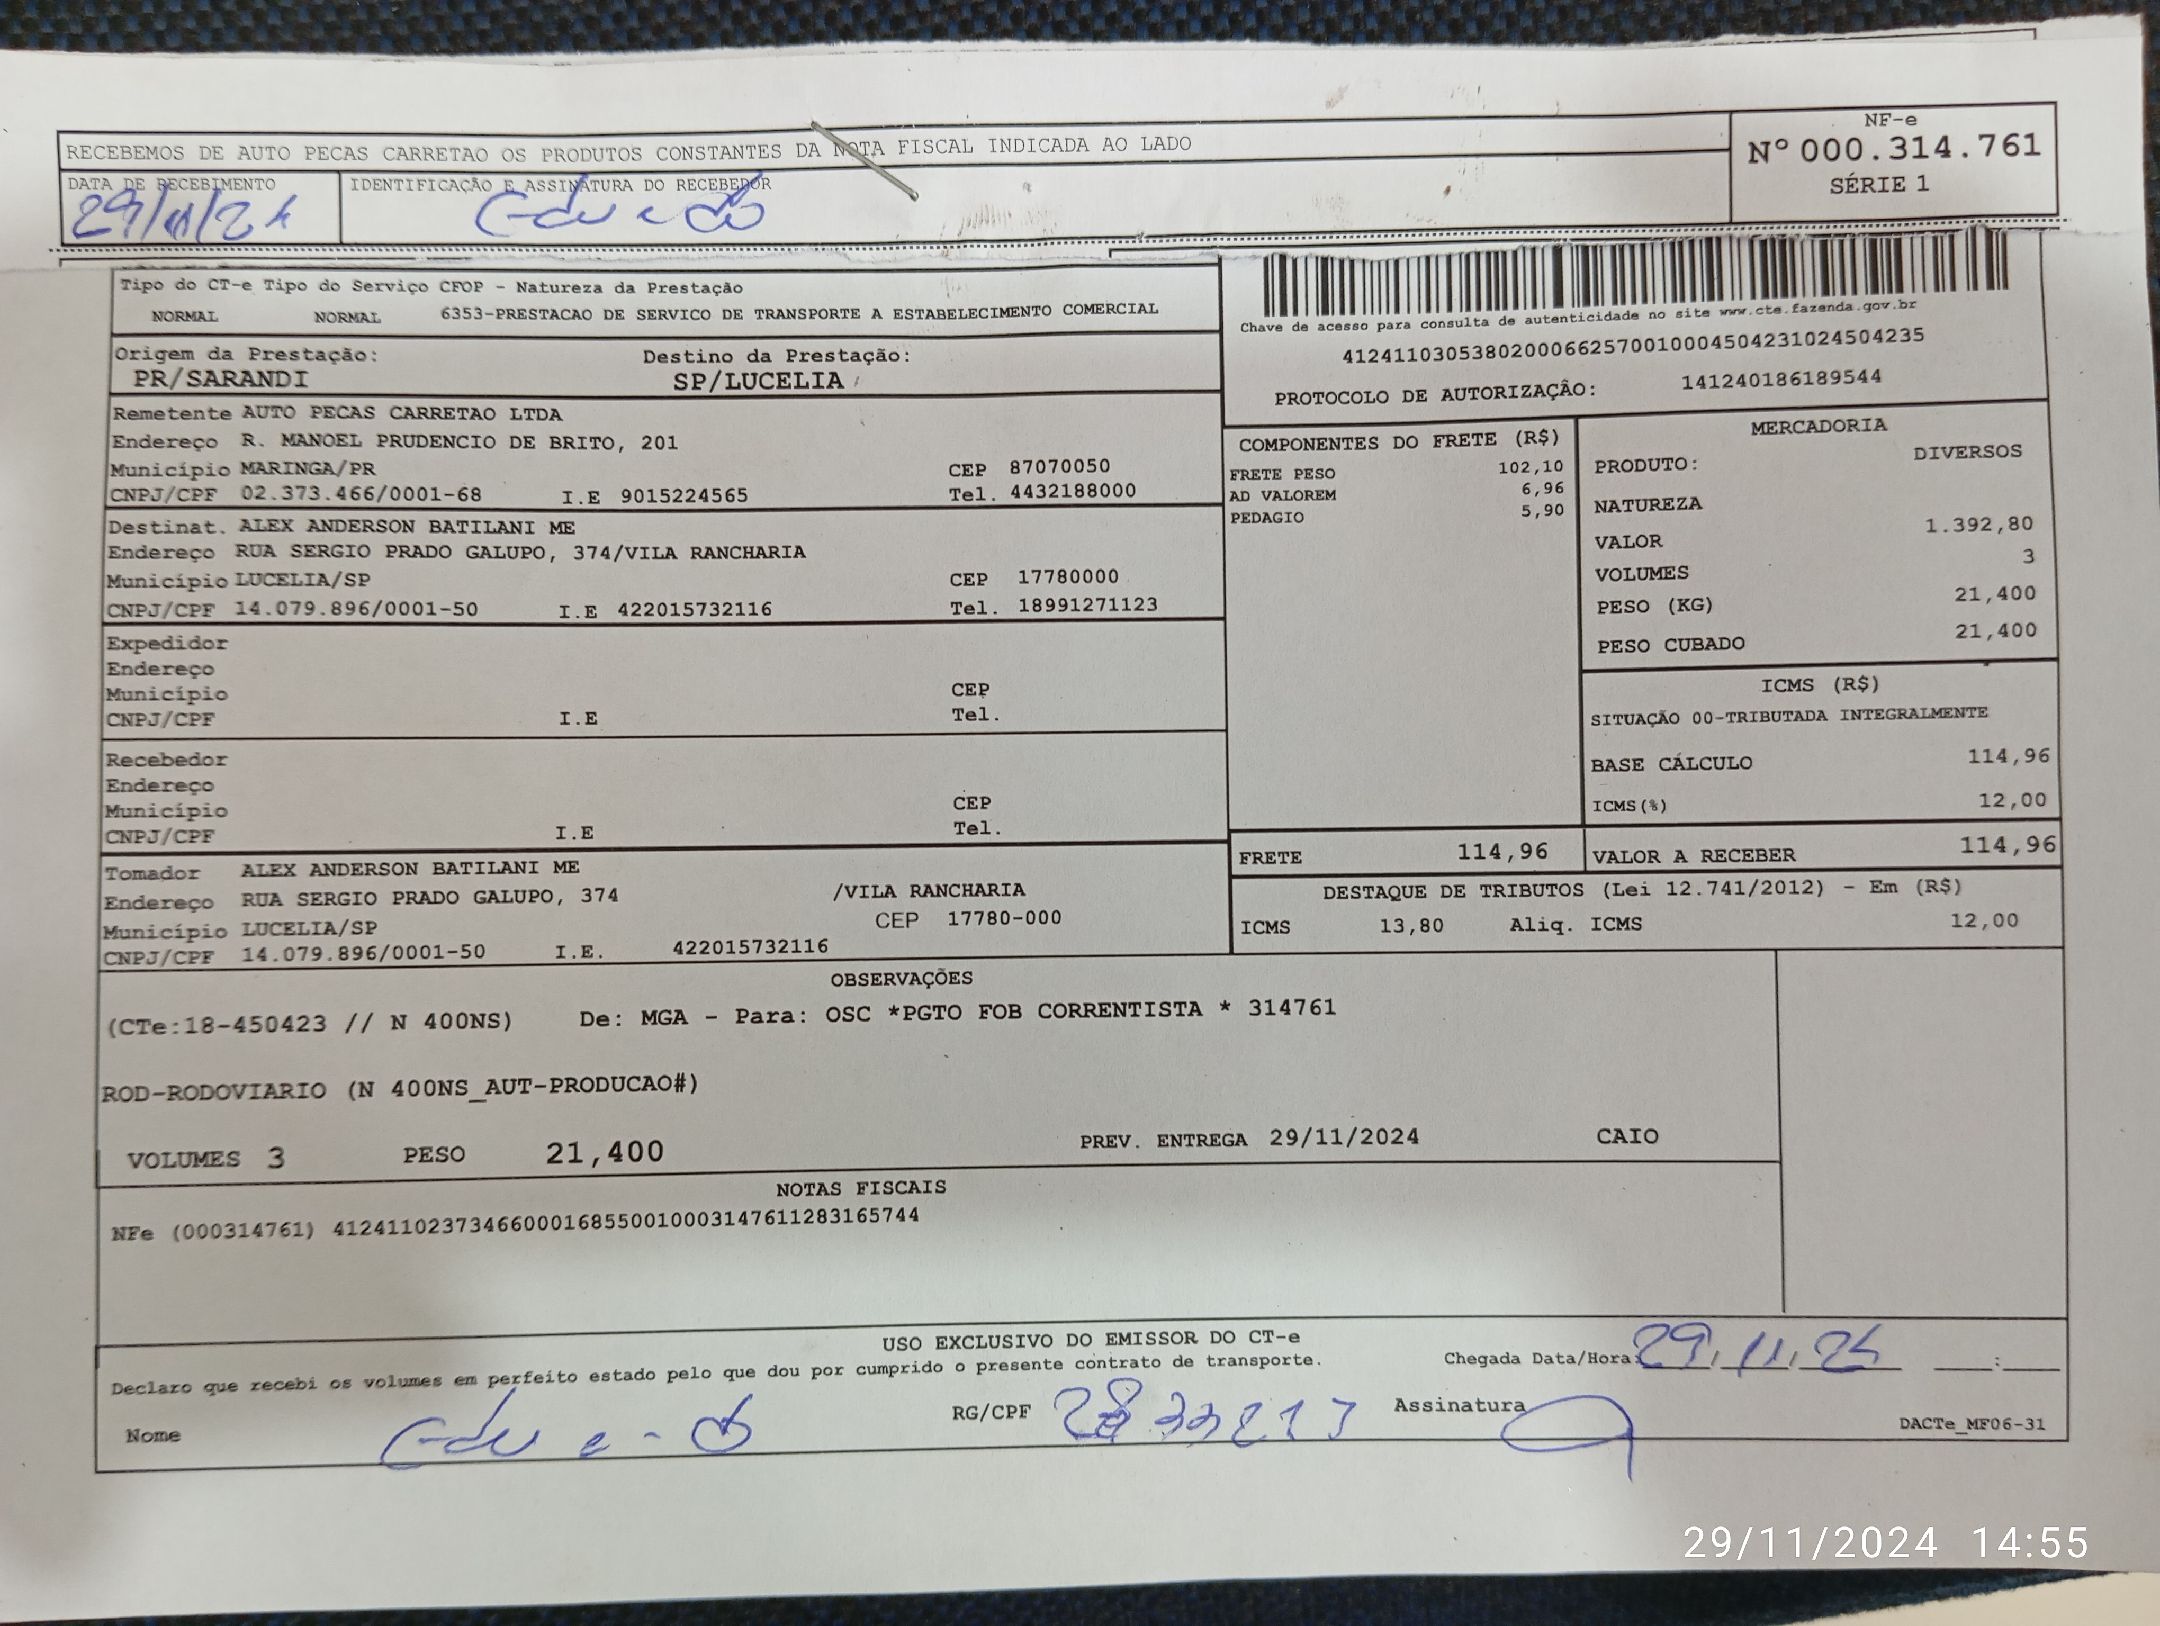 RECEBEMOS DE AUTO PECAS CARRETAO OS PRODUTOS CONSTANTES DA NOTA FISCAL INDICADA AO LADO
NF-e
Nº 000.314.761
SÉRIE 1
DATA DE RECEBIMENTO
29/11/24
IDENTIFICAÇÃO E ASSINATURA DO RECEBEDOR
Tipo do CT-e Tipo do Serviço CFOP - Natureza da Prestação
NORMAL NORMAL 6353-PRESTACAO DE SERVICO DE TRANSPORTE A ESTABELECIMENTO COMERCIAL
Chave de acesso para consulta de autenticidade no site www.cte.fazenda.gov.br
41241103053802000662570010004504231024504235
PROTOCOLO DE AUTORIZAÇÃO: 141240186189544
Origem da Prestação: Destino da Prestação:
PR/SARANDI SP/LUCELIA
Remetente AUTO PECAS CARRETAO LTDA
Endereço R. MANOEL PRUDENCIO DE BRITO, 201
Município MARINGA/PR CEP 87070050
CNPJ/CPF 02.373.466/0001-68 I.E 9015224565 Tel. 4432188000
Destinat. ALEX ANDERSON BATILANI ME
Endereço RUA SERGIO PRADO GALUPO, 374/VILA RANCHARIA
Município LUCELIA/SP CEP 17780000
CNPJ/CPF 14.079.896/0001-50 I.E 422015732116 Tel. 18991271123
Expedidor
Endereço
Município CEP
CNPJ/CPF I.E Tel.
Recebedor
Endereço
Município CEP
CNPJ/CPF I.E Tel.
Tomador ALEX ANDERSON BATILANI ME
Endereço RUA SERGIO PRADO GALUPO, 374 /VILA RANCHARIA
Município LUCELIA/SP CEP 17780-000
CNPJ/CPF 14.079.896/0001-50 I.E. 422015732116
COMPONENTES DO FRETE (R$)
FRETE PESO 102,10
AD VALOREM 6,96
PEDAGIO 5,90
MERCADORIA
PRODUTO: DIVERSOS
NATUREZA
VALOR 1.392,80
VOLUMES 3
PESO (KG) 21,400
PESO CUBADO 21,400
ICMS (R$)
SITUAÇÃO 00-TRIBUTADA INTEGRALMENTE
BASE CÁLCULO 114,96
ICMS(%) 12,00
FRETE 114,96 VALOR A RECEBER 114,96
DESTAQUE DE TRIBUTOS (Lei 12.741/2012) - Em (R$)
ICMS 13,80 Aliq. ICMS 12,00
OBSERVAÇÕES
(CTe:18-450423 // N 400NS) De: MGA - Para: OSC *PGTO FOB CORRENTISTA * 314761
ROD-RODOVIARIO (N 400NS_AUT-PRODUCAO#)
VOLUMES 3 PESO 21,400 PREV. ENTREGA 29/11/2024 CAIO
NOTAS FISCAIS
NFe (000314761) 41241102373466000168550010003147611283165744
USO EXCLUSIVO DO EMISSOR DO CT-e
Declaro que recebi os volumes em perfeito estado pelo que dou por cumprido o presente contrato de transporte. Chegada Data/Hora: 29.11.24 :
Nome RG/CPF Assinatura
DACTe_MF06-31
29/11/2024 14:55